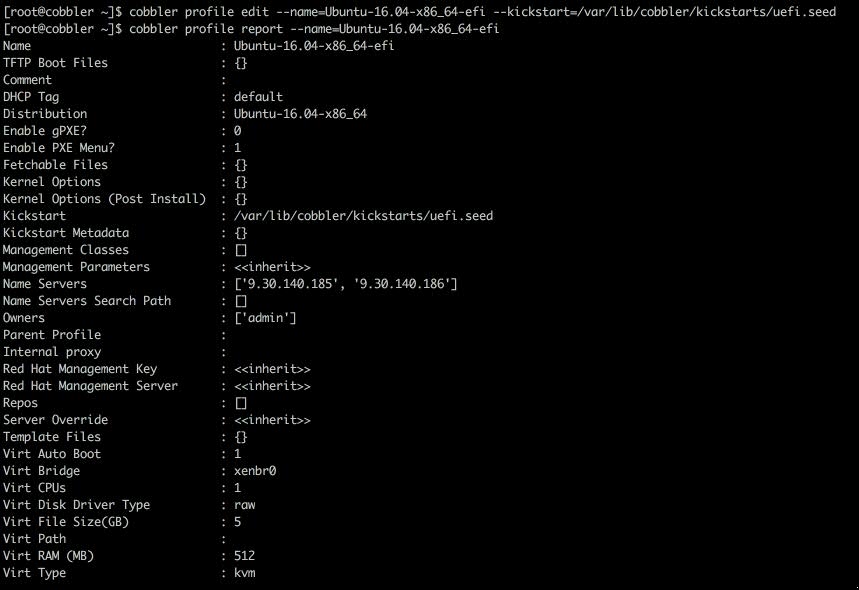 [root@cobbler ~]$ cobbler profile edit --name=Ubuntu-16.04-x86_64-efi --kickstart=/var/lib/cobbler/kickstarts/uefi.seed
[root@cobbler ~]$ cobbler profile report --name=Ubuntu-16.04-x86_64-efi
Name : Ubuntu-16.04-x86_64-efi
TFTP Boot Files : {}
Comment :
DHCP Tag : default
Distribution : Ubuntu-16.04-x86_64
Enable gPXE? : 0
Enable PXE Menu? : 1
Fetchable Files : {}
Kernel Options : {}
Kernel Options (Post Install) : {}
Kickstart : /var/lib/cobbler/kickstarts/uefi.seed
Kickstart Metadata : {}
Management Classes : []
Management Parameters : <<inherit>>
Name Servers : ['9.30.140.185', '9.30.140.186']
Name Servers Search Path : []
Owners : ['admin']
Parent Profile :
Internal proxy :
Red Hat Management Key : <<inherit>>
Red Hat Management Server : <<inherit>>
Repos : []
Server Override : <<inherit>>
Template Files : {}
Virt Auto Boot : 1
Virt Bridge : xenbr0
Virt CPUs : 1
Virt Disk Driver Type : raw
Virt File Size(GB) : 5
Virt Path :
Virt RAM (MB) : 512
Virt Type : kvm